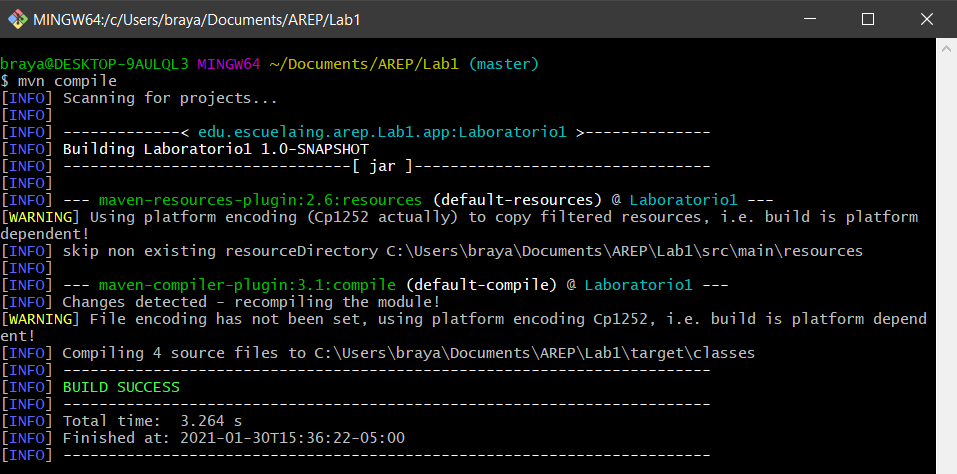 MINGW64:/c/Users/braya/Documents/AREP/Lab1
braya@DESKTOP-9AULQL3 MINGW64 ~/Documents/AREP/Lab1 (master)
$ mvn compile
[INFO] Scanning for projects...
[INFO]
[INFO] -------------< edu.escuelaing.arep.Lab1.app:Laboratorio1 >--------------
[INFO] Building Laboratorio1 1.0-SNAPSHOT
[INFO] --------------------------------[ jar ]---------------------------------
[INFO]
[INFO] --- maven-resources-plugin:2.6:resources (default-resources) @ Laboratorio1 ---
[WARNING] Using platform encoding (Cp1252 actually) to copy filtered resources, i.e. build is platform
dependent!
[INFO] skip non existing resourceDirectory C:\Users\braya\Documents\AREP\Lab1\src\main\resources
[INFO]
[INFO] --- maven-compiler-plugin:3.1:compile (default-compile) @ Laboratorio1 ---
[INFO] Changes detected - recompiling the module!
[WARNING] File encoding has not been set, using platform encoding Cp1252, i.e. build is platform depend
ent!
[INFO] Compiling 4 source files to C:\Users\braya\Documents\AREP\Lab1\target\classes
[INFO] ------------------------------------------------------------------------
[INFO] BUILD SUCCESS
[INFO] ------------------------------------------------------------------------
[INFO] Total time:  3.264 s
[INFO] Finished at: 2021-01-30T15:36:22-05:00
[INFO] ------------------------------------------------------------------------